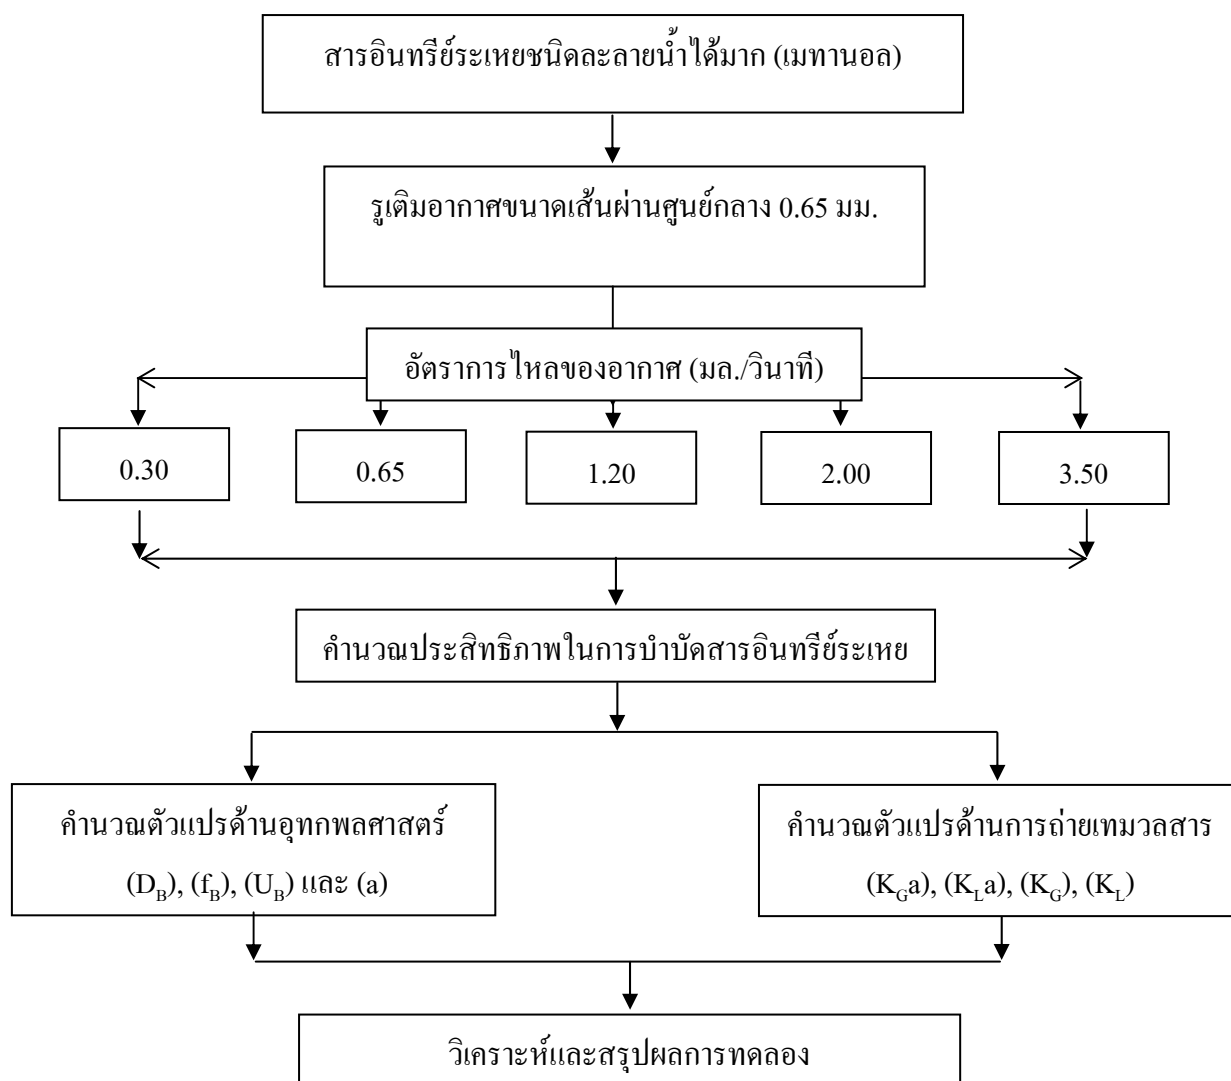 สารอินทรีย์ระเหยชนิดละลายน้ำได้มาก (เมทานอล)
รูเติมอากาศขนาดเส้นผ่านศูนย์กลาง 0.65 มม.
อัตราการไหลของอากาศ (มล./วินาที)
0.30
0.65
1.20
2.00
3.50
คำนวณประสิทธิภาพในการบำบัดสารอินทรีย์ระเหย
คำนวณตัวแปรด้านอุทกพลศาสตร์
(D_B), (f_B), (U_B) และ (a)
คำนวณตัวแปรด้านการถ่ายเทมวลสาร
(K_Ga), (K_La), (K_G), (K_L)
วิเคราะห์และสรุปผลการทดลอง